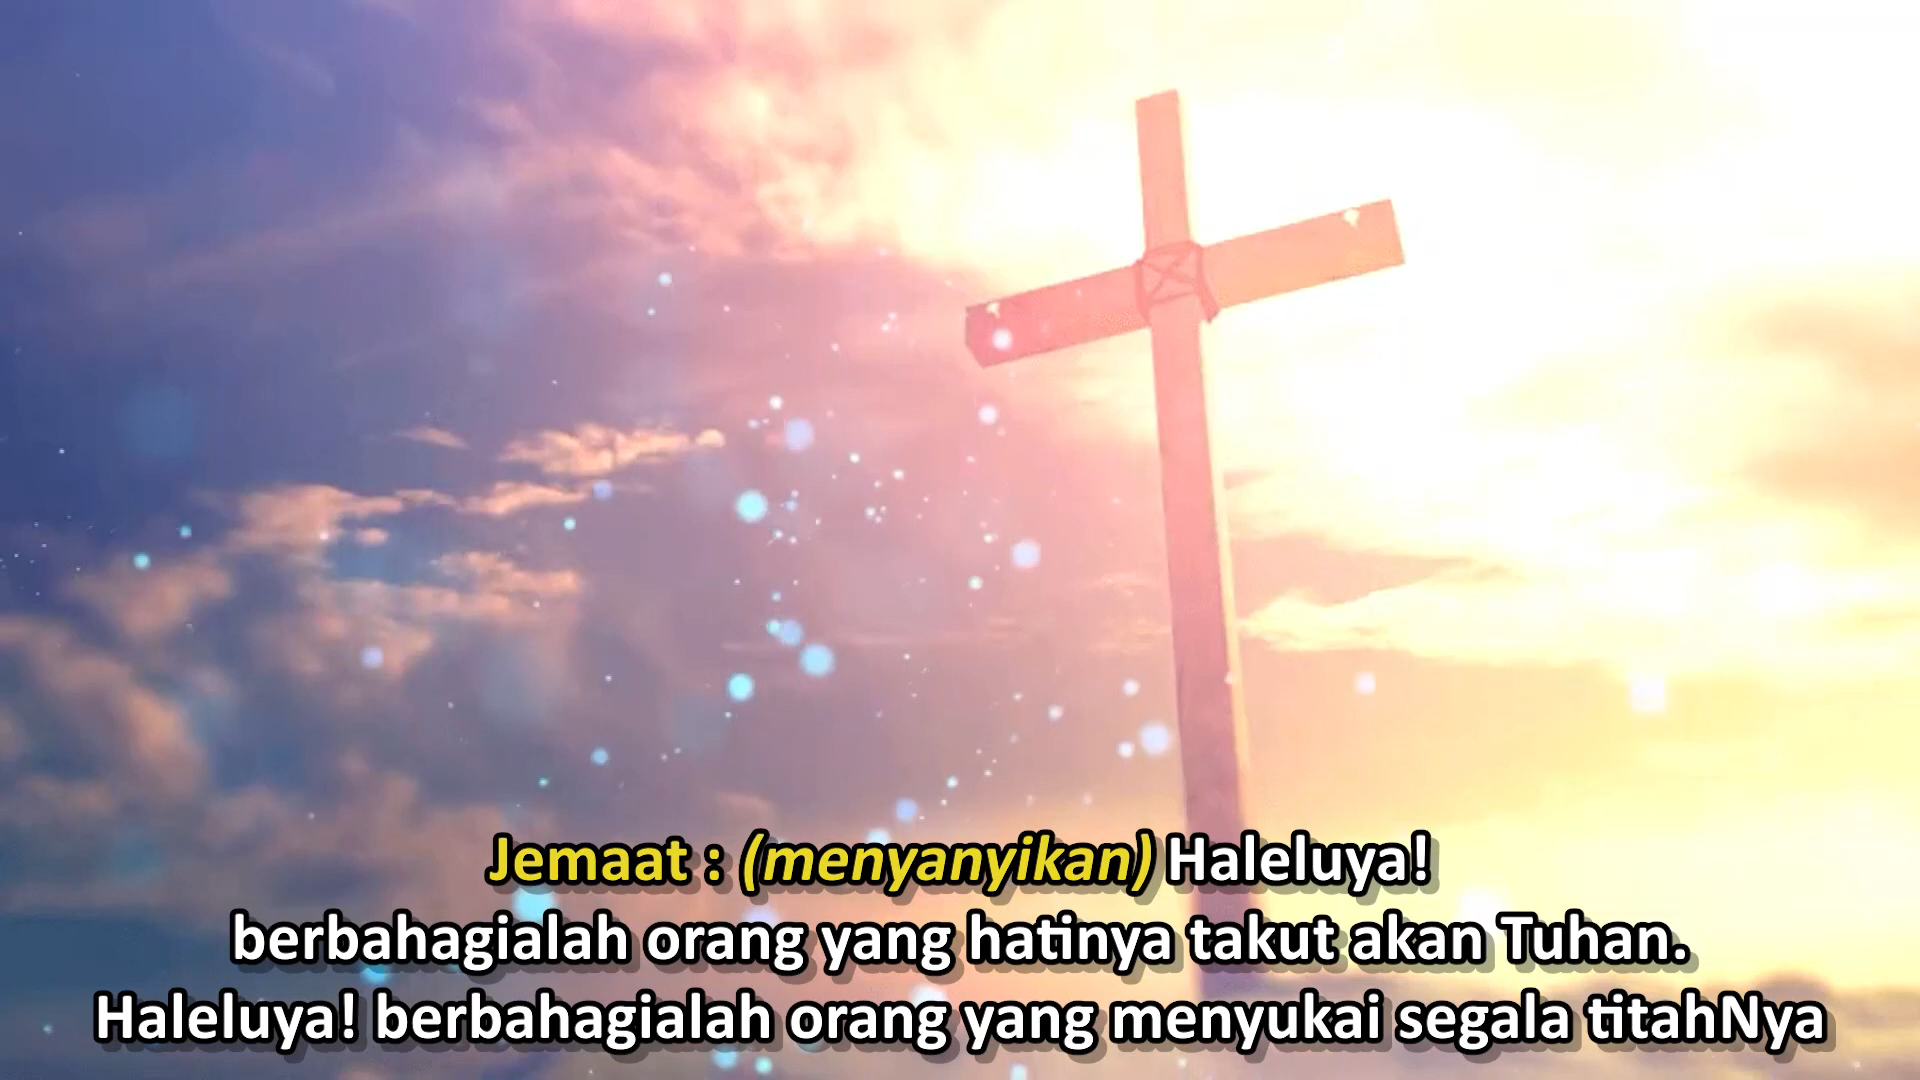 Jemaat : (menyanyikan) Haleluya!
berbahagialah orang yang hatinya takut akan Tuhan.
Haleluya! berbahagialah orang yang menyukai segala titahNya